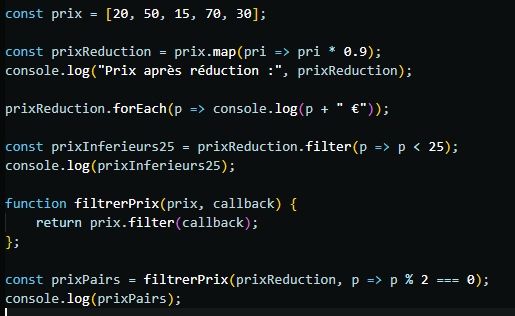 const prix = [20, 50, 15, 70, 30];
const prixReduction = prix.map(pri => pri * 0.9);
console.log("Prix après réduction :", prixReduction);
prixReduction.forEach(p => console.log(p + " €"));
const prixInferieurs25 = prixReduction.filter(p => p < 25);
console.log(prixInferieurs25);
function filtrerPrix(prix, callback) {
    return prix.filter(callback);
};
const prixPairs = filtrerPrix(prixReduction, p => p % 2 === 0);
console.log(prixPairs);